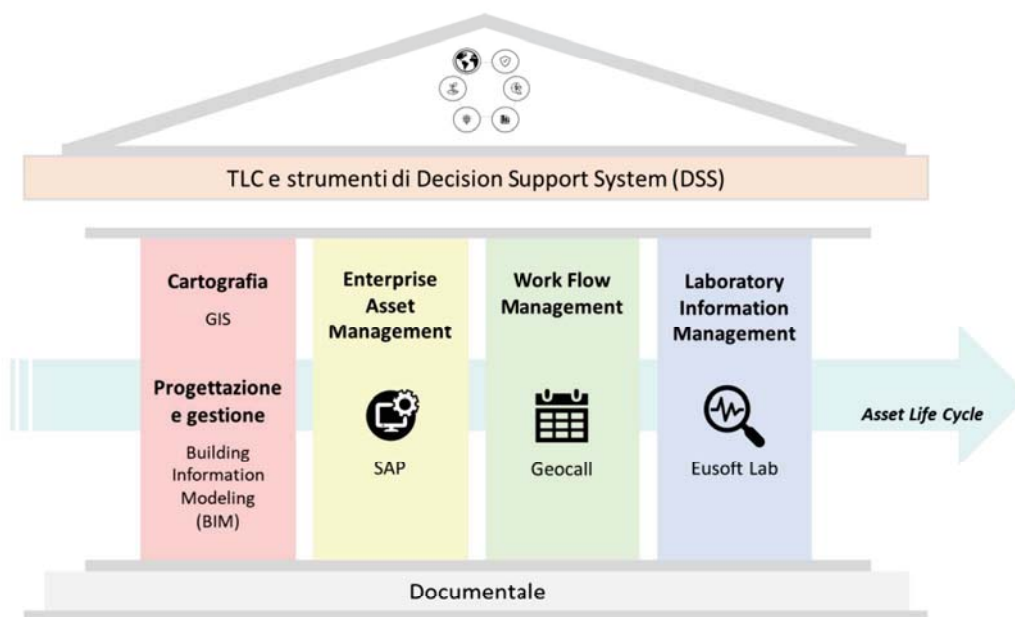 TLC e strumenti di Decision Support System (DSS)
Cartografia
GIS
Progettazione
e gestione
Building
Information
Modeling
(BIM)
Enterprise
Asset
Management
SAP
Work Flow
Management
Geocall
Laboratory
Information
Management
Eusoft Lab
Asset Life Cycle
Documentale